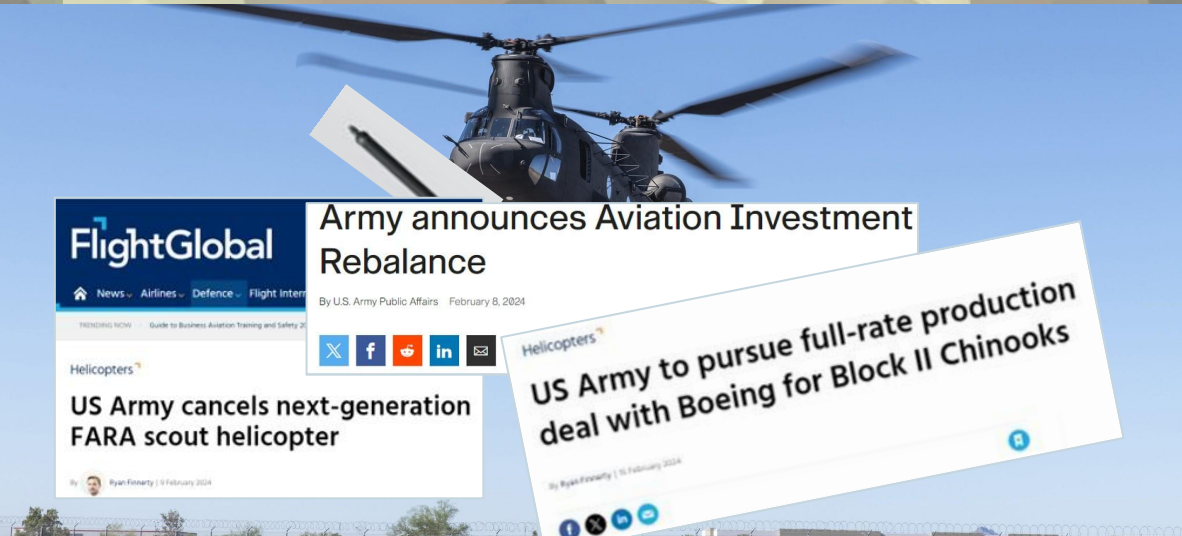 FlightGlobal
News Airlines Defence Flight Intern
TRENDING NOW Guide to Business Aviation Training and Safety 20
Helicopters
US Army cancels next-generation
FARA scout helicopter
By Ryan Finnerty | 9 February 2024
Army announces Aviation Investment
Rebalance
By U.S. Army Public Affairs February 8, 2024
Helicopters
US Army to pursue full-rate production
deal with Boeing for Block II Chinooks
By Ryan Finnerty | 15 February 2024